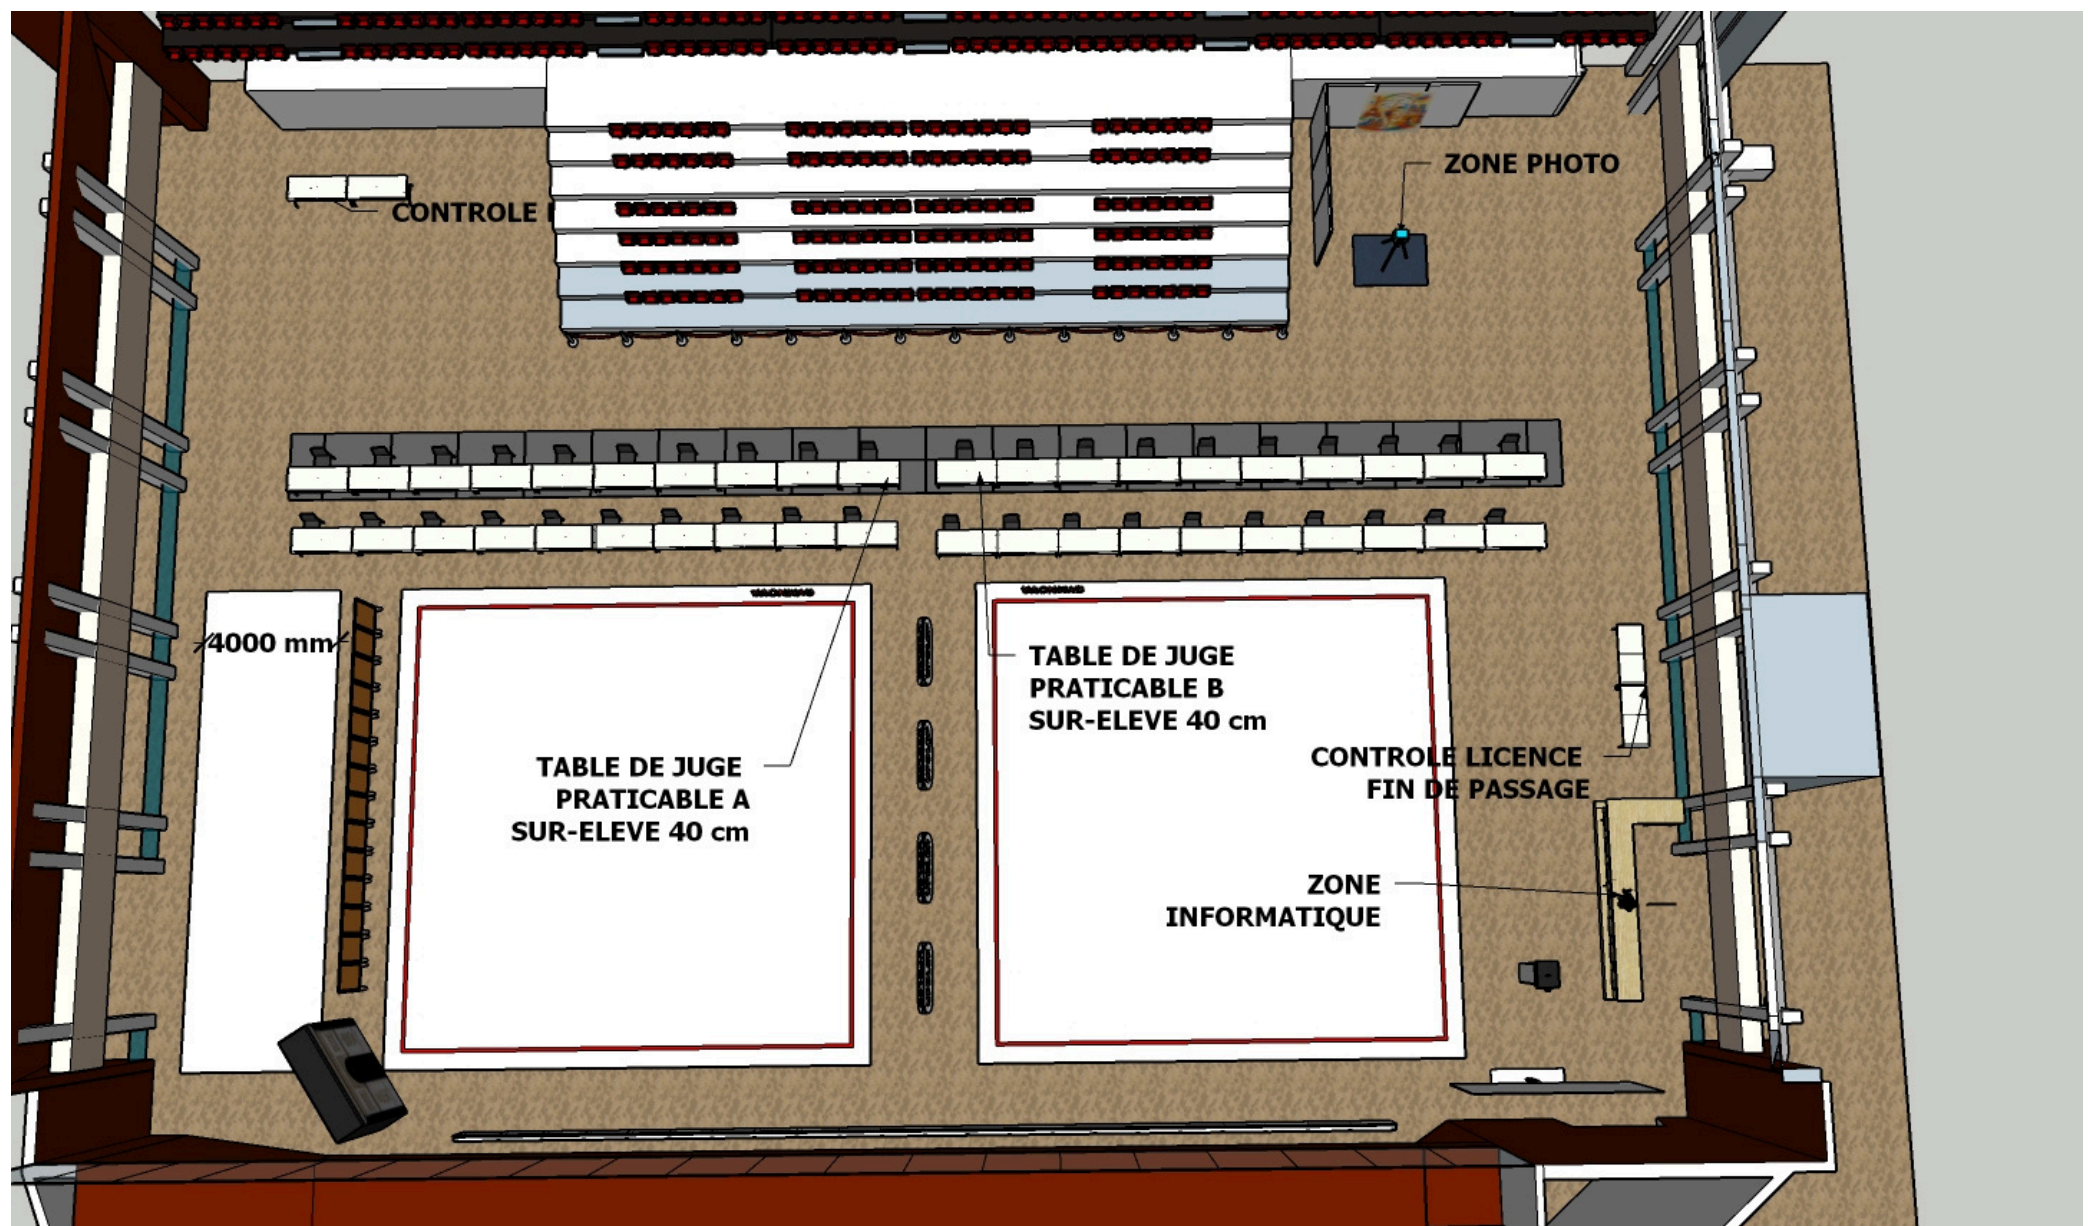 ZONE PHOTO
CONTROLE
4000 mm
TABLE DE JUGE
PRATICABLE B
SUR-ELEVE 40 cm
TABLE DE JUGE
PRATICABLE A
SUR-ELEVE 40 cm
CONTROLE LICENCE
FIN DE PASSAGE
ZONE
INFORMATIQUE